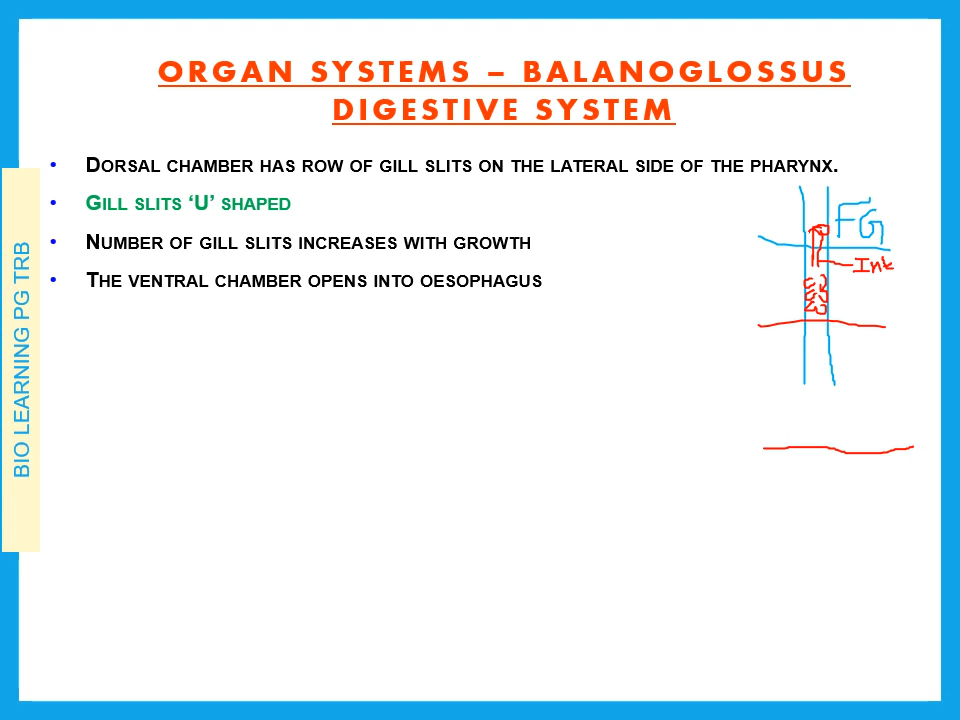 ORGAN SYSTEMS – BALANOGLOSSUS
DIGESTIVE SYSTEM
• DORSAL CHAMBER HAS ROW OF GILL SLITS ON THE LATERAL SIDE OF THE PHARYNX.
• GILL SLITS ‘U’ SHAPED
• NUMBER OF GILL SLITS INCREASES WITH GROWTH
• THE VENTRAL CHAMBER OPENS INTO OESOPHAGUS
FG
Int
BIO LEARNING PG TRB